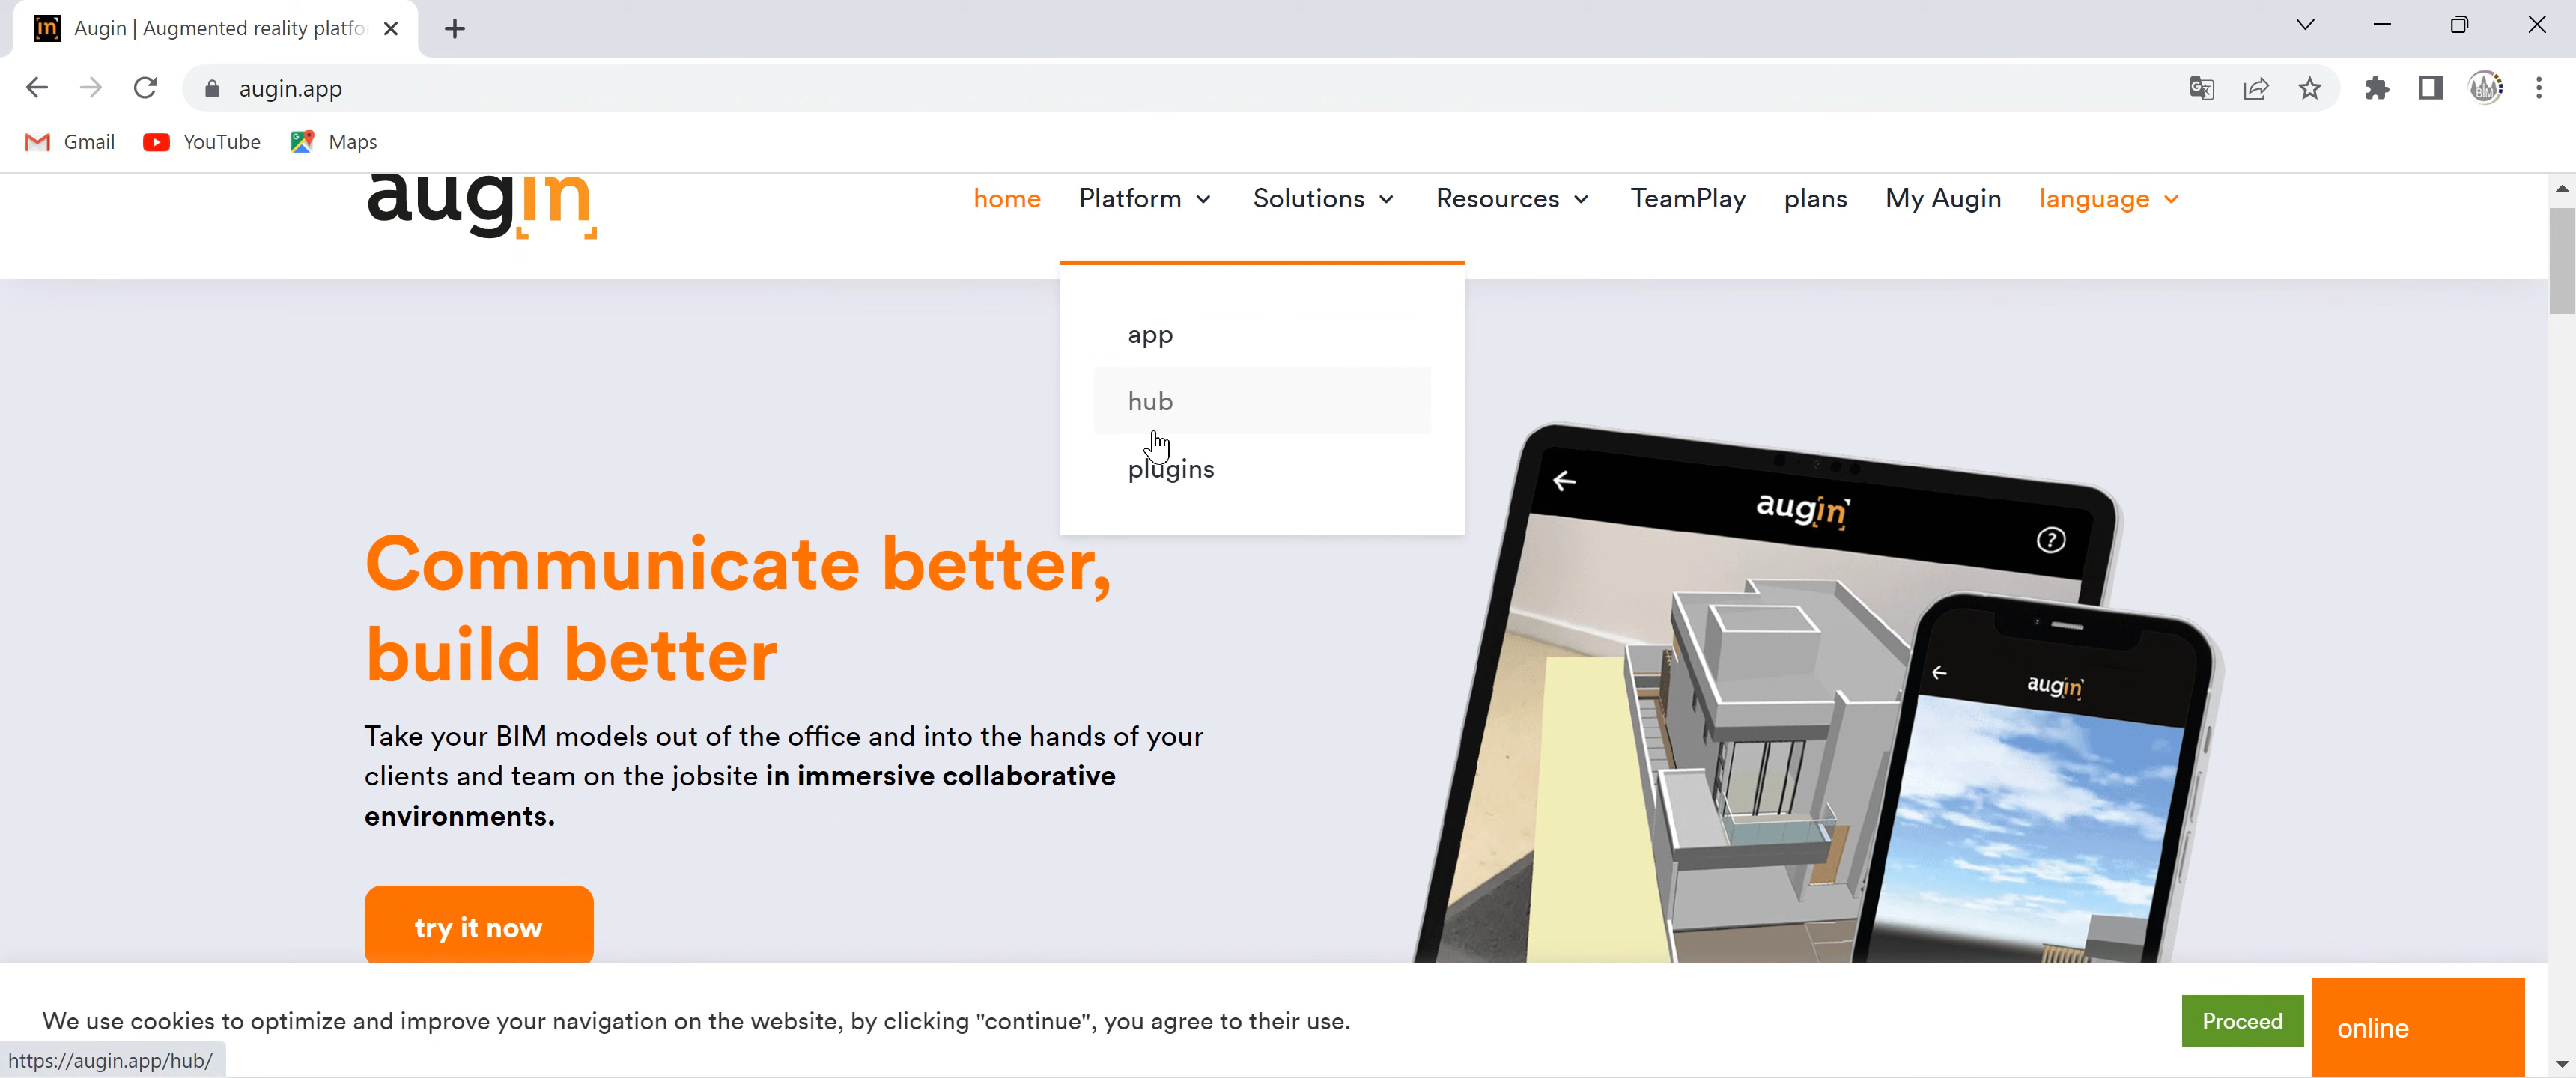 Augin | Augmented reality platfo
augin.app
Gmail YouTube Maps
augin
home Platform Solutions Resources TeamPlay plans My Augin language
app
hub
plugins
Communicate better,
build better
Take your BIM models out of the office and into the hands of your
clients and team on the jobsite in immersive collaborative
environments.
try it now
augin
?
augin
We use cookies to optimize and improve your navigation on the website, by clicking "continue", you agree to their use.
Proceed
online
https://augin.app/hub/